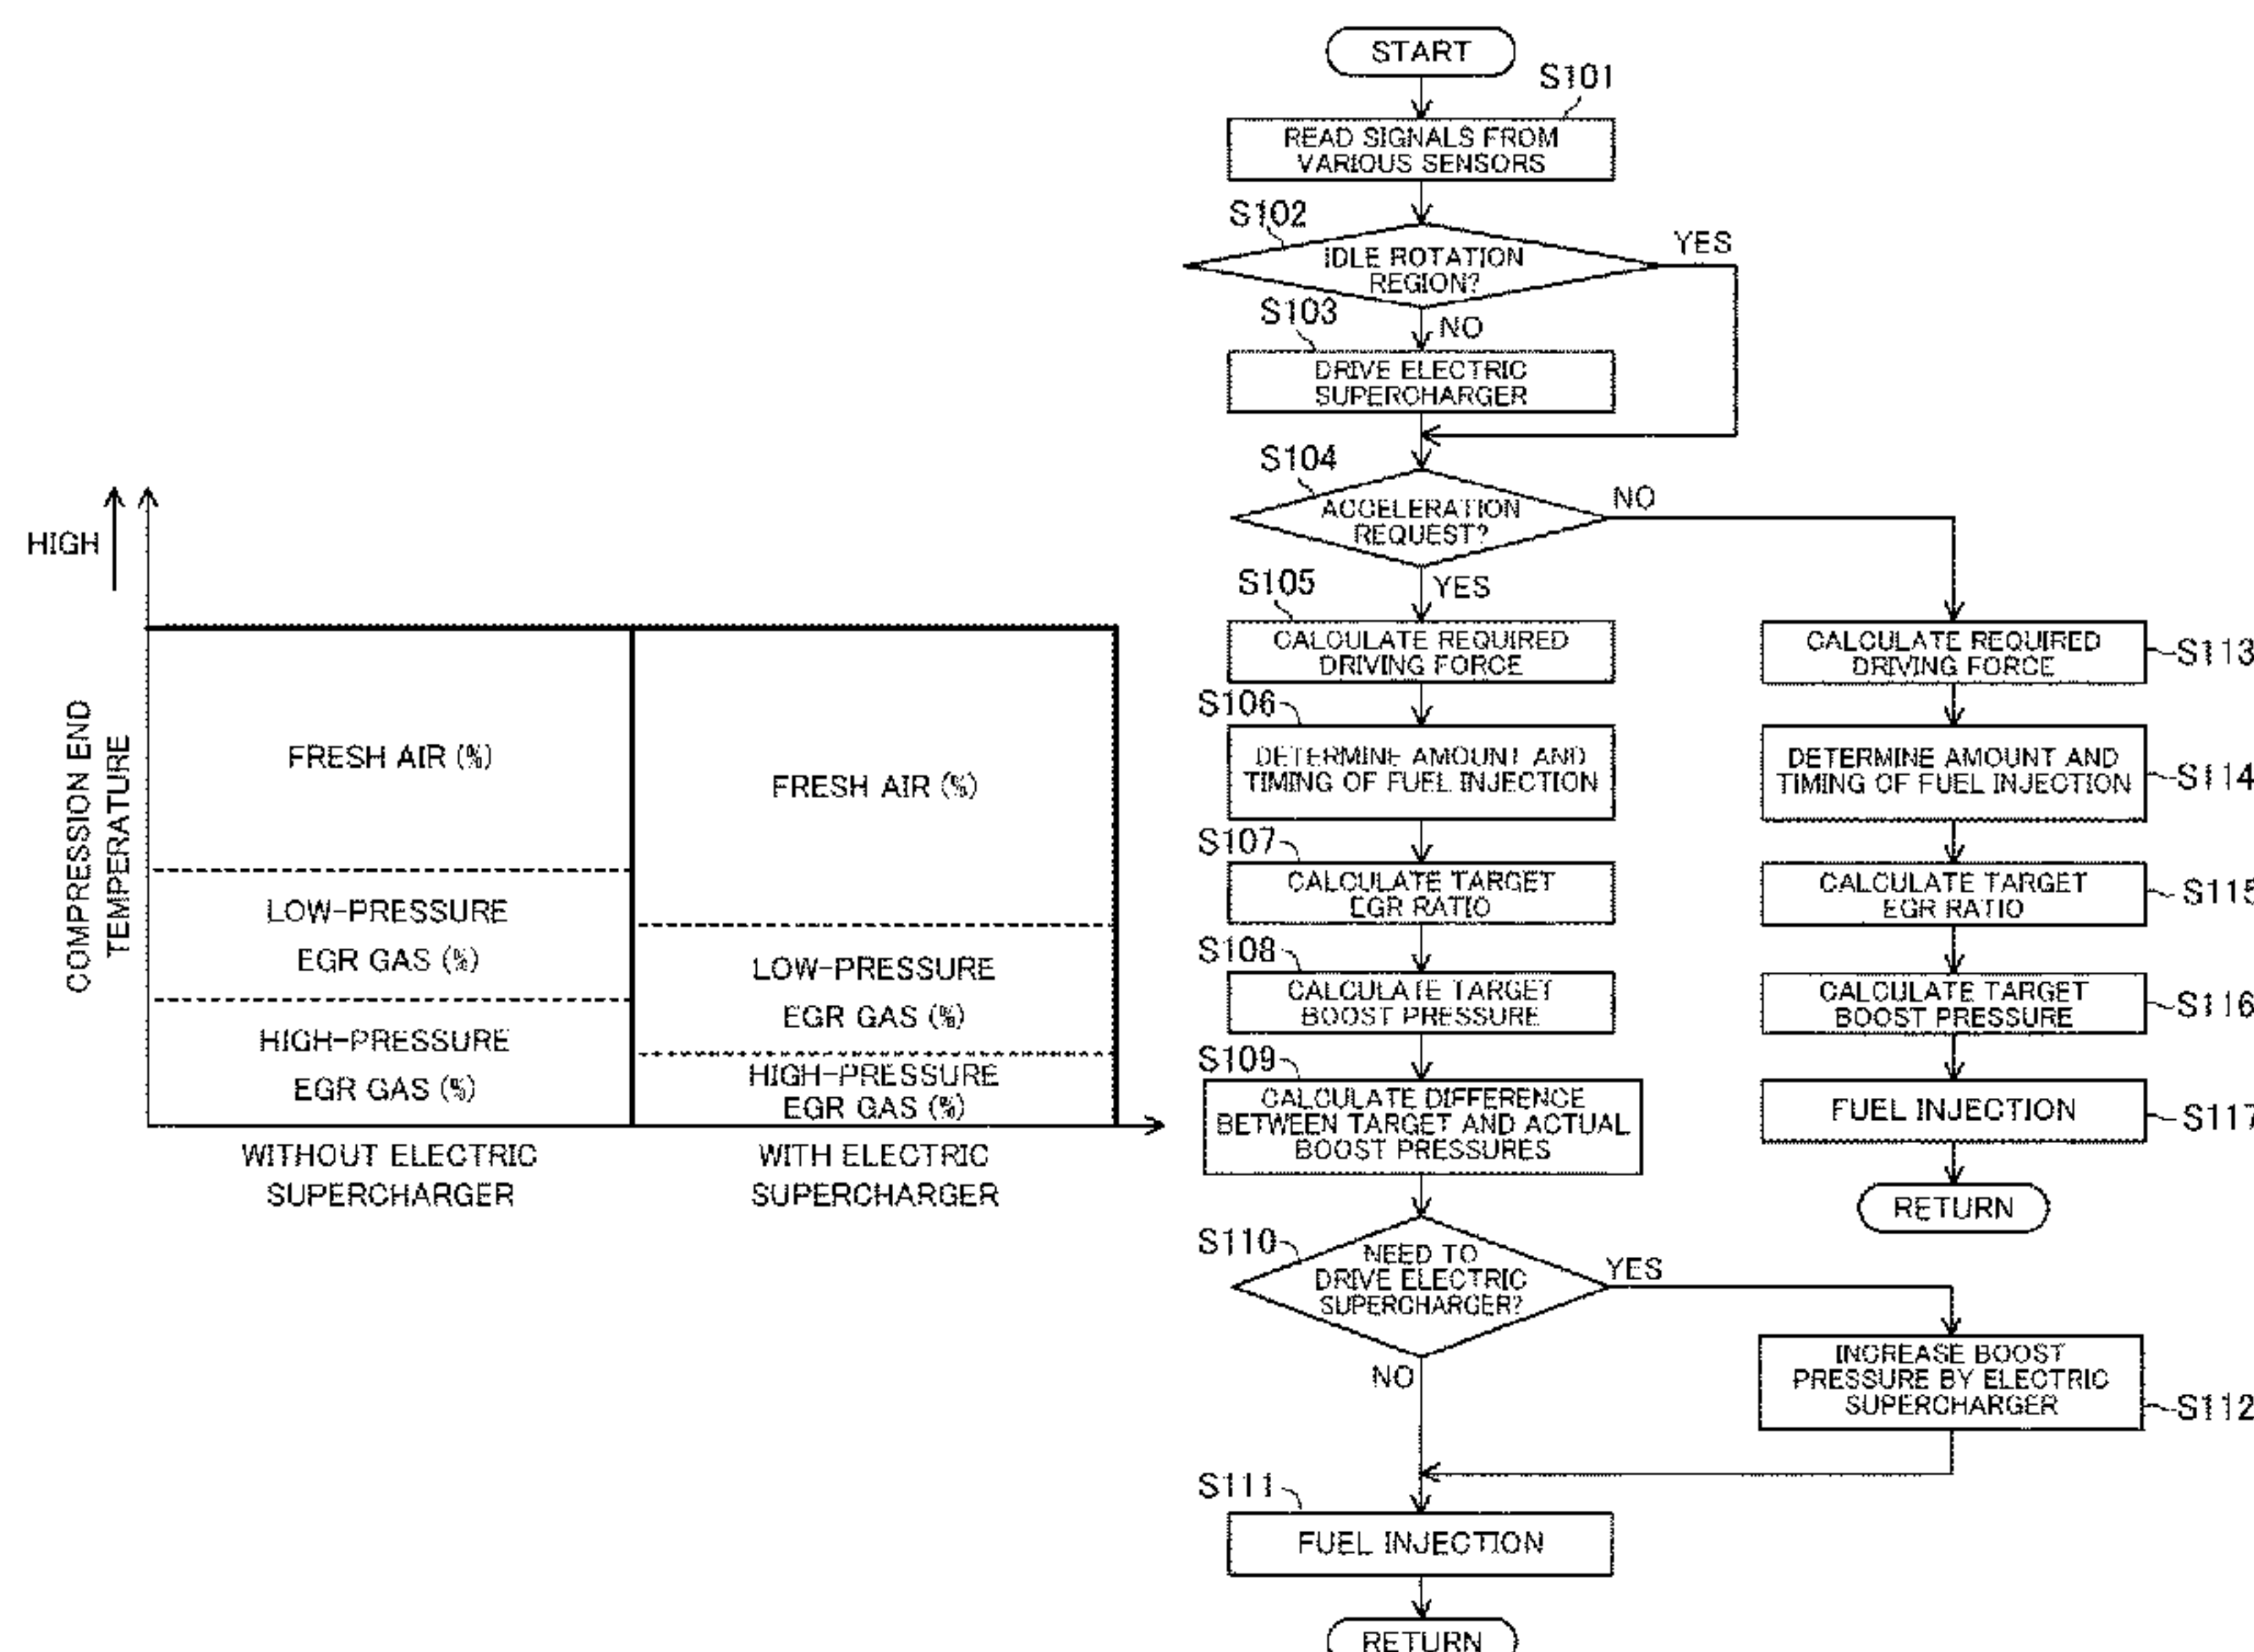 HIGH
COMPRESSION END
TEMPERATURE
FRESH AIR (%)
LOW-PRESSURE
EGR GAS (%)
HIGH-PRESSURE
EGR GAS (%)
WITHOUT ELECTRIC
SUPERCHARGER
FRESH AIR (%)
LOW-PRESSURE
EGR GAS (%)
HIGH-PRESSURE
EGR GAS (%)
WITH ELECTRIC
SUPERCHARGER
START
S101
READ SIGNALS FROM
VARIOUS SENSORS
S102
IDLE ROTATION
REGION?
YES
NO
S103
DRIVE ELECTRIC
SUPERCHARGER
S104
ACCELERATION
REQUEST?
NO
YES
S105
CALCULATE REQUIRED
DRIVING FORCE
S106
DETERMINE AMOUNT AND
TIMING OF FUEL INJECTION
S107
CALCULATE TARGET
EGR RATIO
S108
CALCULATE TARGET
BOOST PRESSURE
S109
CALCULATE DIFFERENCE
BETWEEN TARGET AND ACTUAL
BOOST PRESSURES
S110
NEED TO
DRIVE ELECTRIC
SUPERCHARGER?
YES
NO
INCREASE BOOST
PRESSURE BY ELECTRIC
SUPERCHARGER
S112
S111
FUEL INJECTION
RETURN
CALCULATE REQUIRED
DRIVING FORCE
S113
DETERMINE AMOUNT AND
TIMING OF FUEL INJECTION
S114
CALCULATE TARGET
EGR RATIO
S115
CALCULATE TARGET
BOOST PRESSURE
S116
FUEL INJECTION
S117
RETURN